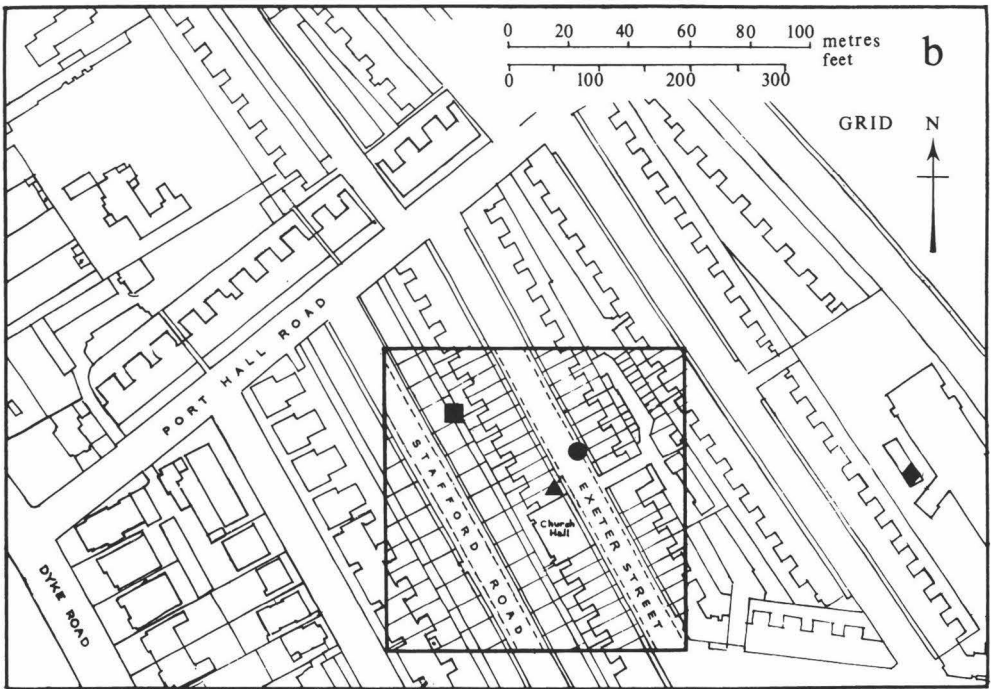 0 20 40 60 80 100 metres
feet
0 100 200 300
b
GRID N
PORT HALL ROAD
STAFFORD ROAD
EXETER STREET
Church
Hall
DYKE ROAD